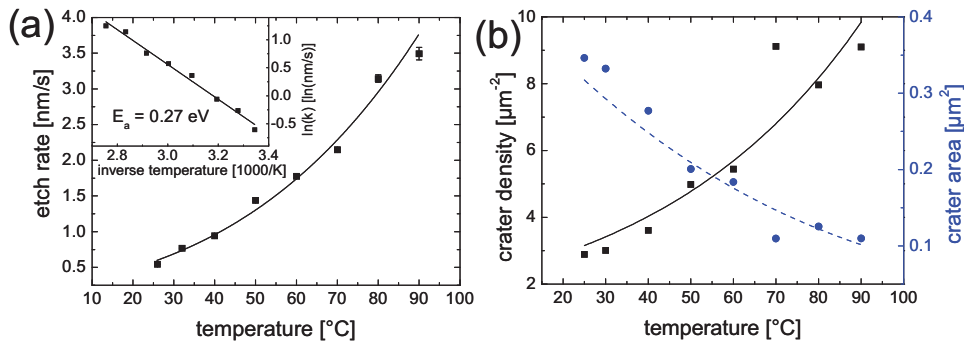 (a)
4.0
3.5
3.0
2.5
2.0
1.5
1.0
0.5
etch rate [nm/s]
10 20 30 40 50 60 70 80 90 100
temperature [°C]
1.0
0.5
0.0
-0.5
ln(k) [ln(nm/s)]
Eₐ = 0.27 eV
2.8 3.0 3.2 3.4
inverse temperature [1000/K]
(b)
10
8
6
4
2
crater density [µm⁻²]
20 30 40 50 60 70 80 90 100
temperature [°C]
0.4
0.3
0.2
0.1
crater area [µm²]